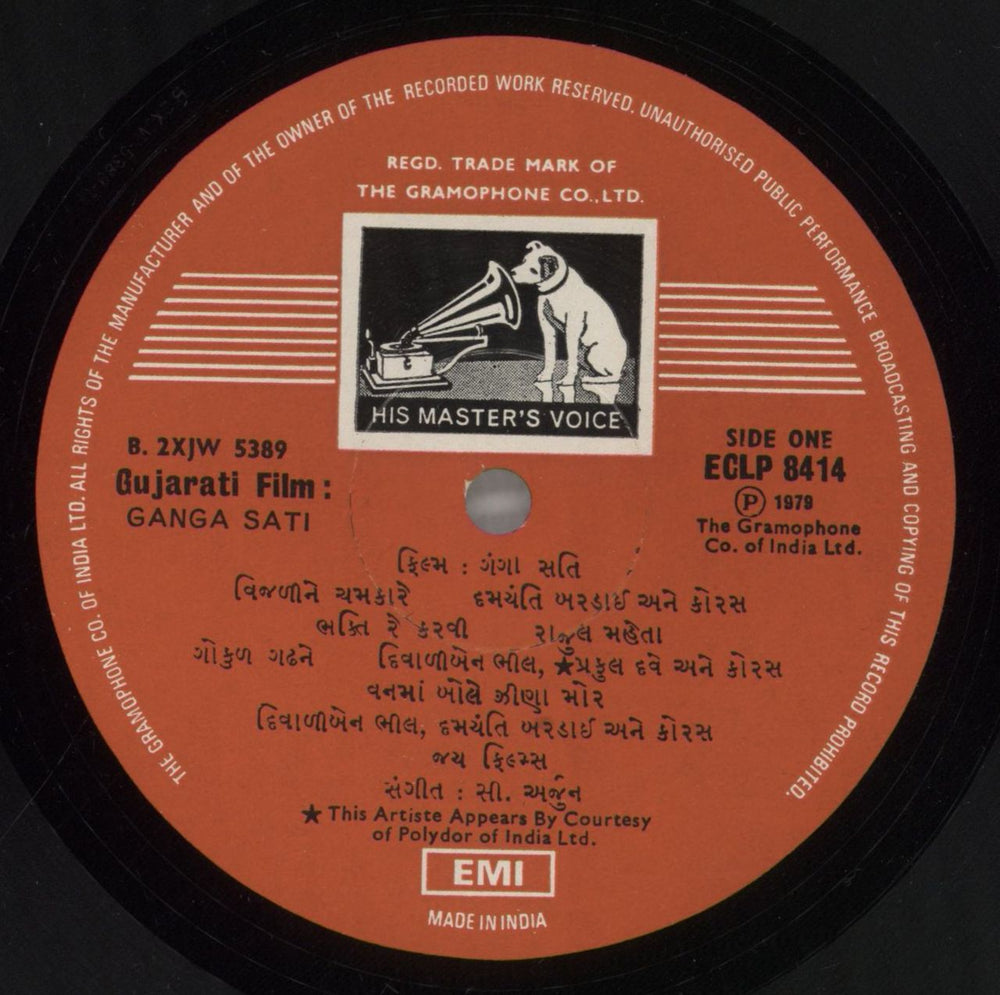 THE GRAMOPHONE CO. OF INDIA LTD. ALL RIGHTS OF THE MANUFACTURER AND OF THE OWNER OF THE RECORDED WORK RESERVED. UNAUTHORISED PUBLIC PERFORMANCE BROADCASTING AND COPYING OF THIS RECORD PROHIBITED.
REGD. TRADE MARK OF
THE GRAMOPHONE CO.,LTD.
HIS MASTER'S VOICE
B. 2XJW 5389
Gujarati Film :
GANGA SATI
SIDE ONE
ECLP 8414
Ⓟ 1979
The Gramophone
Co. of India Ltd.
ફિલ્મ : ગંગા સતિ
વિજળીને ચમકારે દમયંતિ બરડાઈ અને કોરસ
ભક્તિ રે કરવી રાજુલ મહેતા
ગોકુળ ગઢને દિવાળીબેન ભીલ, ★પ્રફુલ દવે અને કોરસ
વનમાં બોલે ઝીણા મોર
દિવાળીબેન ભીલ, દમયંતિ બરડાઈ અને કોરસ
જય ફિલ્મ્સ
સંગીત : સી. અર્જુન
★ This Artiste Appears By Courtesy
of Polydor of India Ltd.
EMI
MADE IN INDIA